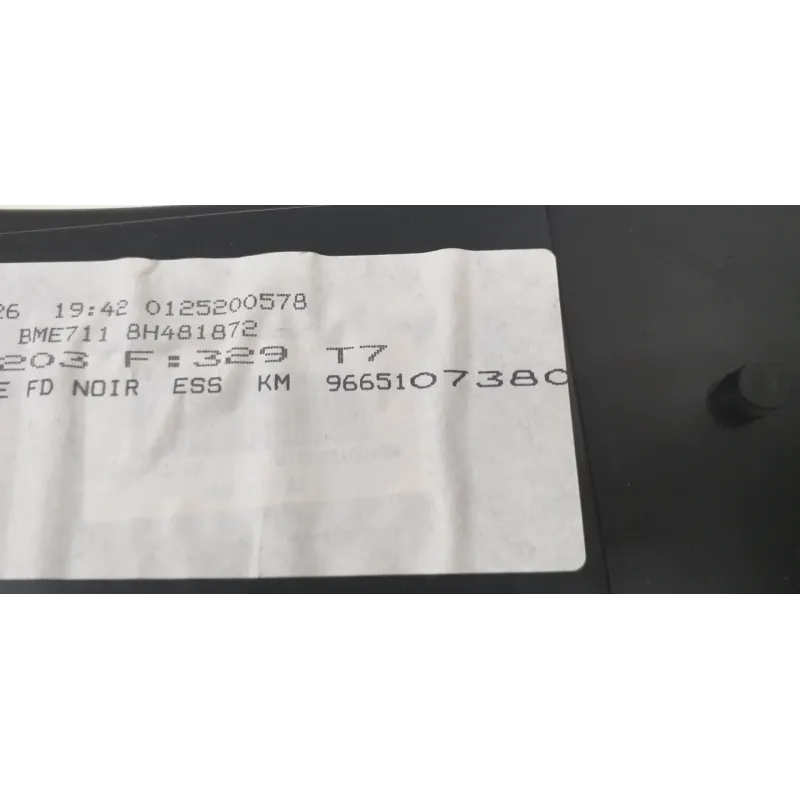 26 19:42 0125200578
BME711 8H481872
203 F:329 T7
E FD NOIR ESS KM 9665107380